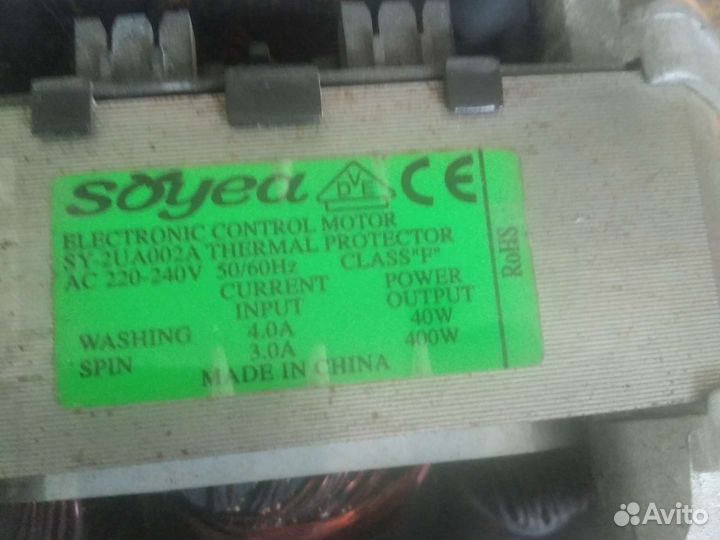 soyea VDE CE
ELECTRONIC CONTROL MOTOR
SY-2UA002A THERMAL PROTECTOR
AC 220-240V 50/60Hz CLASS"F"
CURRENT POWER
INPUT OUTPUT
WASHING 4.0A 40W
SPIN 3.0A 400W
MADE IN CHINA
RoHS
Avito